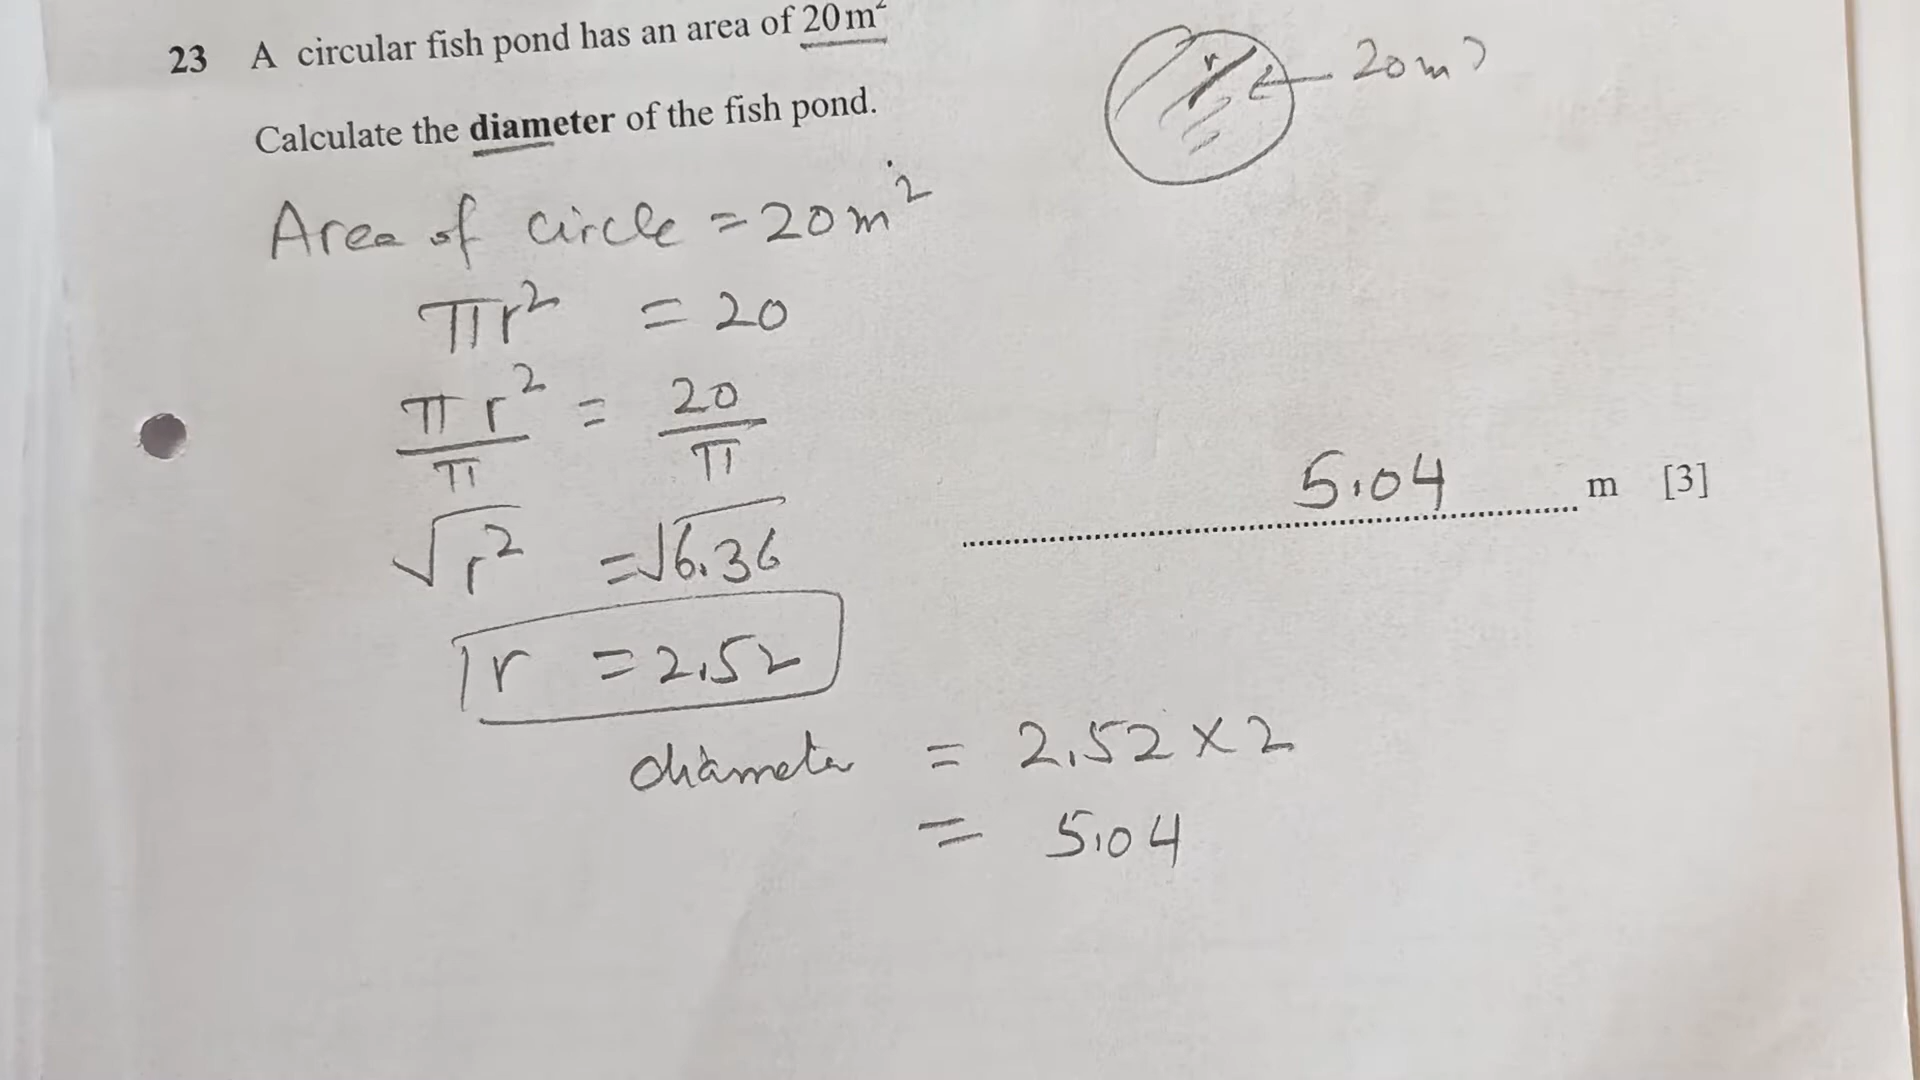 23 A circular fish pond has an area of 20 m²
Calculate the diameter of the fish pond.
r 20m²
Area of circle = 20m²
πr² = 20
πr²/π = 20/π
√r² = √6.36
r = 2.52
5.04 m [3]
diameter = 2.52 × 2
= 5.04